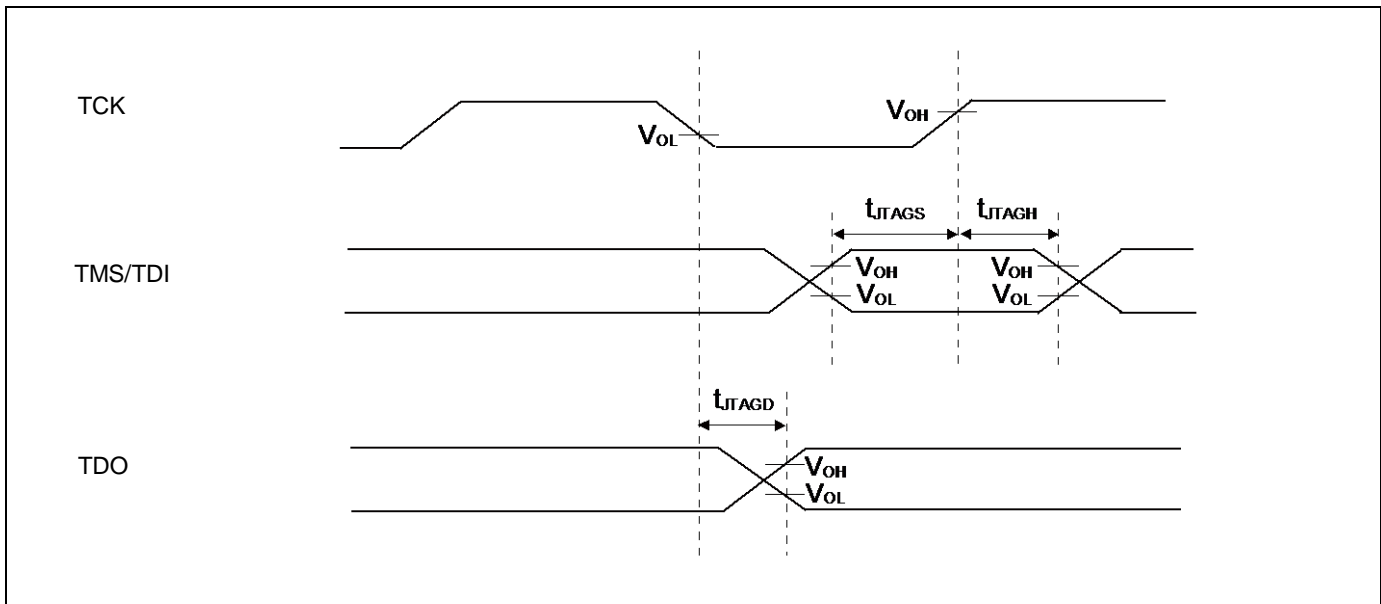 TCK
VOL
VOH
tJTAGS
tJTAGH
TMS/TDI
VOH
VOH
VOL
VOL
tJTAGD
TDO
VOH
VOL